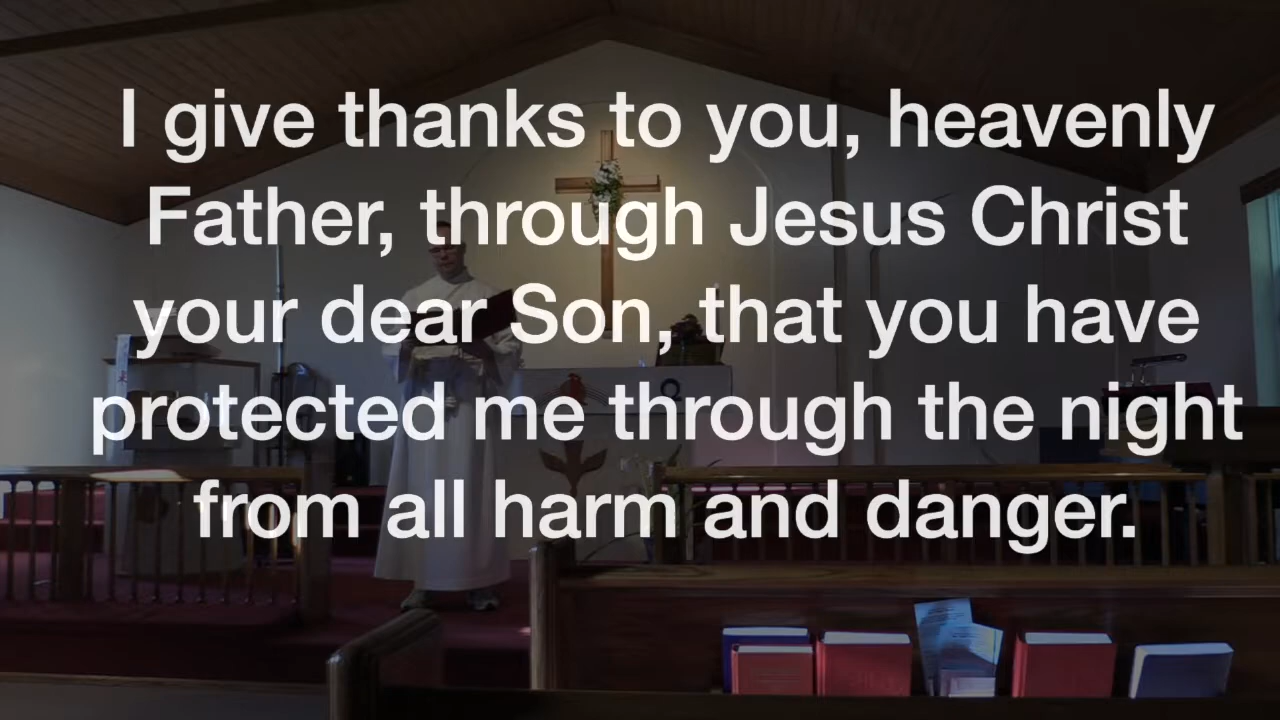 I give thanks to you, heavenly
Father, through Jesus Christ
your dear Son, that you have
protected me through the night
from all harm and danger.